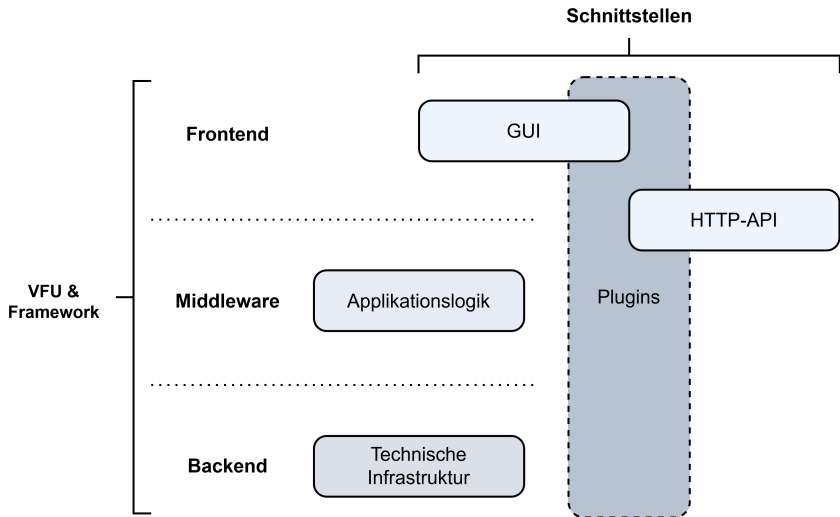 Schnittstellen
Frontend
GUI
HTTP-API
VFU &
Framework
Middleware
Applikationslogik
Plugins
Backend
Technische
Infrastruktur